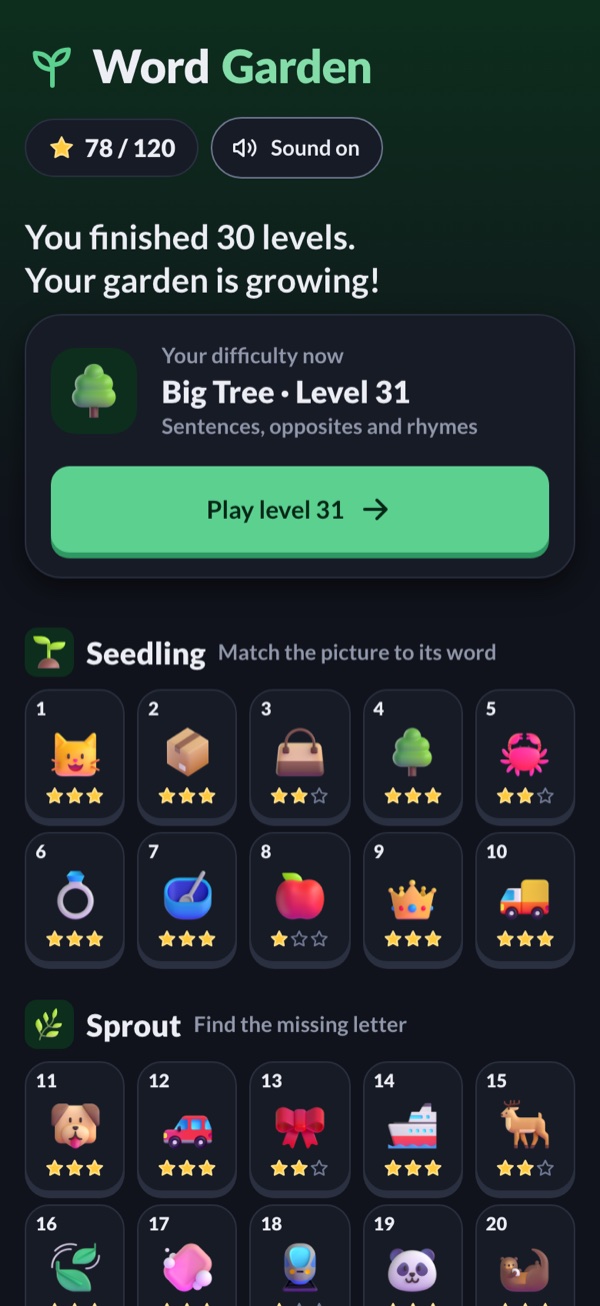 Word Garden
78 / 120
Sound on
You finished 30 levels.
Your garden is growing!
Your difficulty now
Big Tree · Level 31
Sentences, opposites and rhymes
Play level 31
Seedling Match the picture to its word
1 2 3 4 5
6 7 8 9 10
Sprout Find the missing letter
11 12 13 14 15
16 17 18 19 20